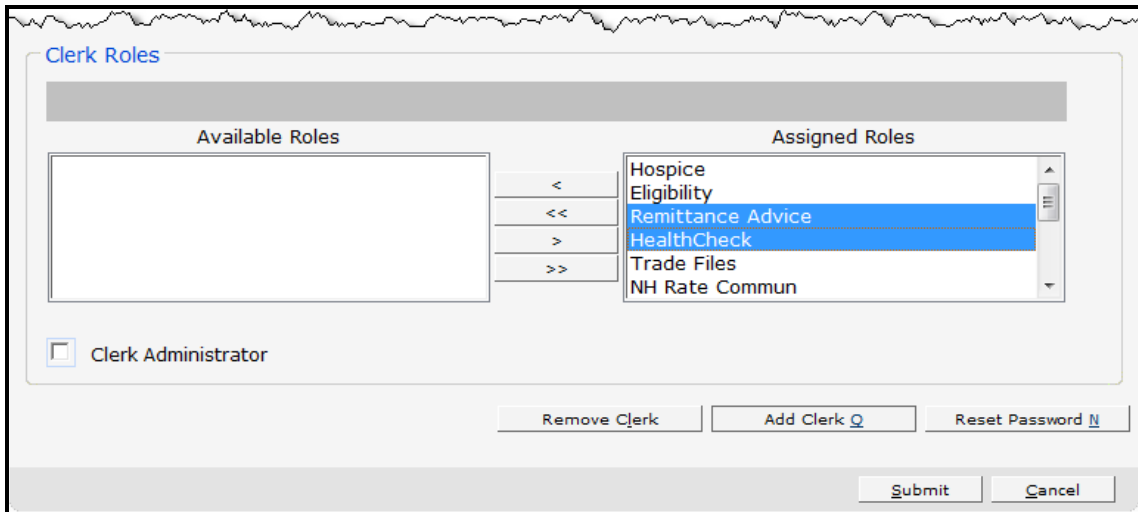 Clerk Roles
Available Roles
Assigned Roles
<
<<
>
>>
Hospice
Eligibility
Remittance Advice
HealthCheck
Trade Files
NH Rate Commun
Clerk Administrator
Remove Clerk Add Clerk Q Reset Password N
Submit Cancel